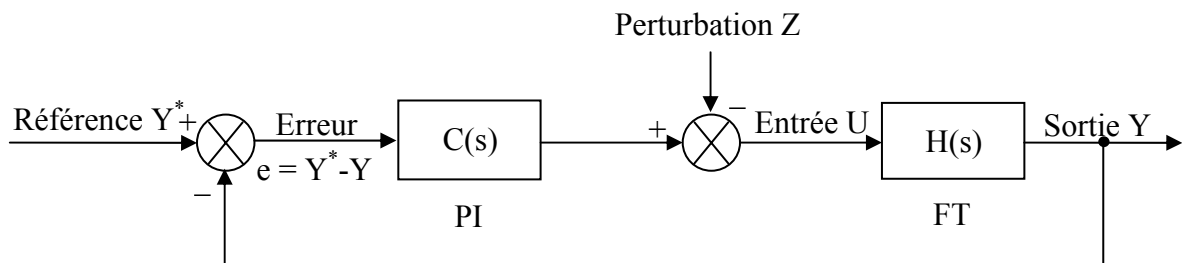 Perturbation Z
Référence Y*
+
Erreur
e = Y*-Y
−
C(s)
PI
+
−
Entrée U
H(s)
FT
Sortie Y